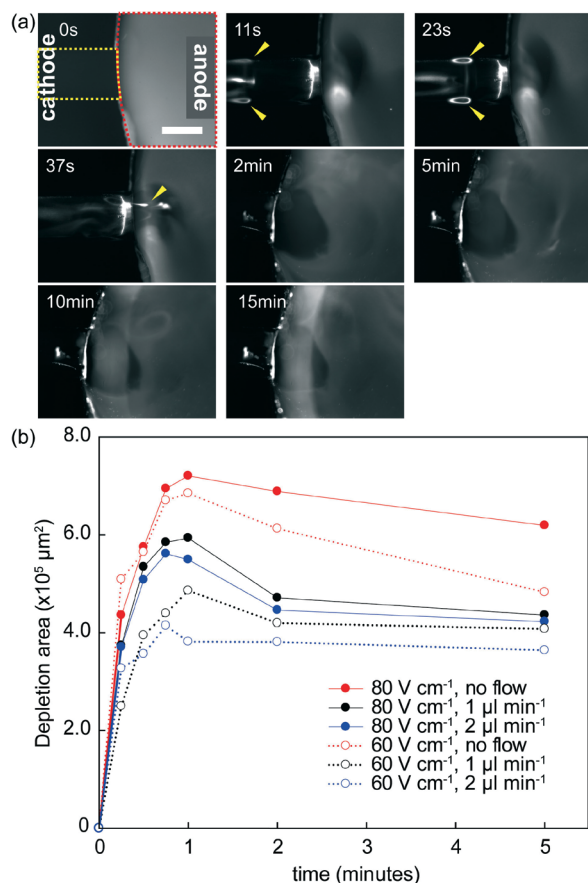 (a)
0s
cathode
anode
11s
23s
37s
2min
5min
10min
15min
(b)
Depletion area (x10⁵ µm²)
8.0
6.0
4.0
2.0
0
80 V cm⁻¹, no flow
80 V cm⁻¹, 1 µl min⁻¹
80 V cm⁻¹, 2 µl min⁻¹
60 V cm⁻¹, no flow
60 V cm⁻¹, 1 µl min⁻¹
60 V cm⁻¹, 2 µl min⁻¹
0 1 2 3 4 5
time (minutes)